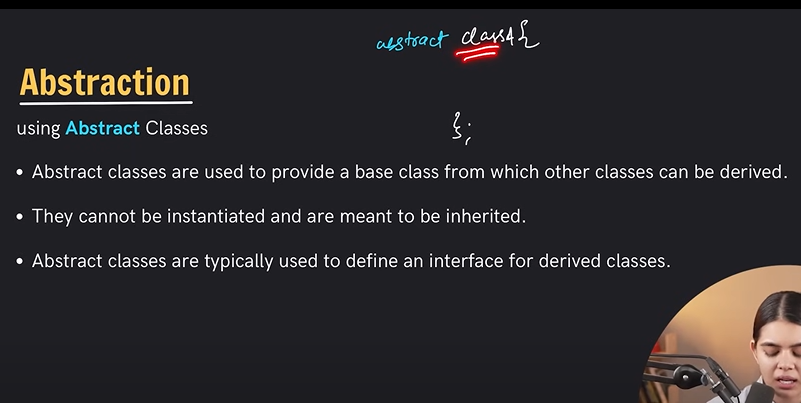 abstract class A {
Abstraction
using Abstract Classes
};
• Abstract classes are used to provide a base class from which other classes can be derived.
• They cannot be instantiated and are meant to be inherited.
• Abstract classes are typically used to define an interface for derived classes.